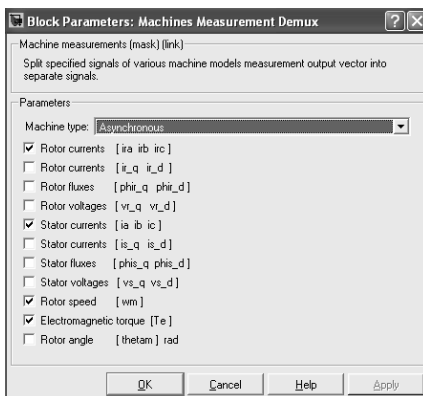 Block Parameters: Machines Measurement Demux
Machine measurements (mask) (link)
Split specified signals of various machine models measurement output vector into
separate signals.
Parameters
Machine type: Asynchronous
Rotor currents [ ira irb irc ]
Rotor currents [ ir_q ir_d ]
Rotor fluxes [ phir_q phir_d ]
Rotor voltages [ vr_q vr_d ]
Stator currents [ ia ib ic ]
Stator currents [ is_q is_d ]
Stator fluxes [ phis_q phis_d ]
Stator voltages [ vs_q vs_d ]
Rotor speed [ wm ]
Electromagnetic torque [Te ]
Rotor angle [ thetam ] rad
OK Cancel Help Apply